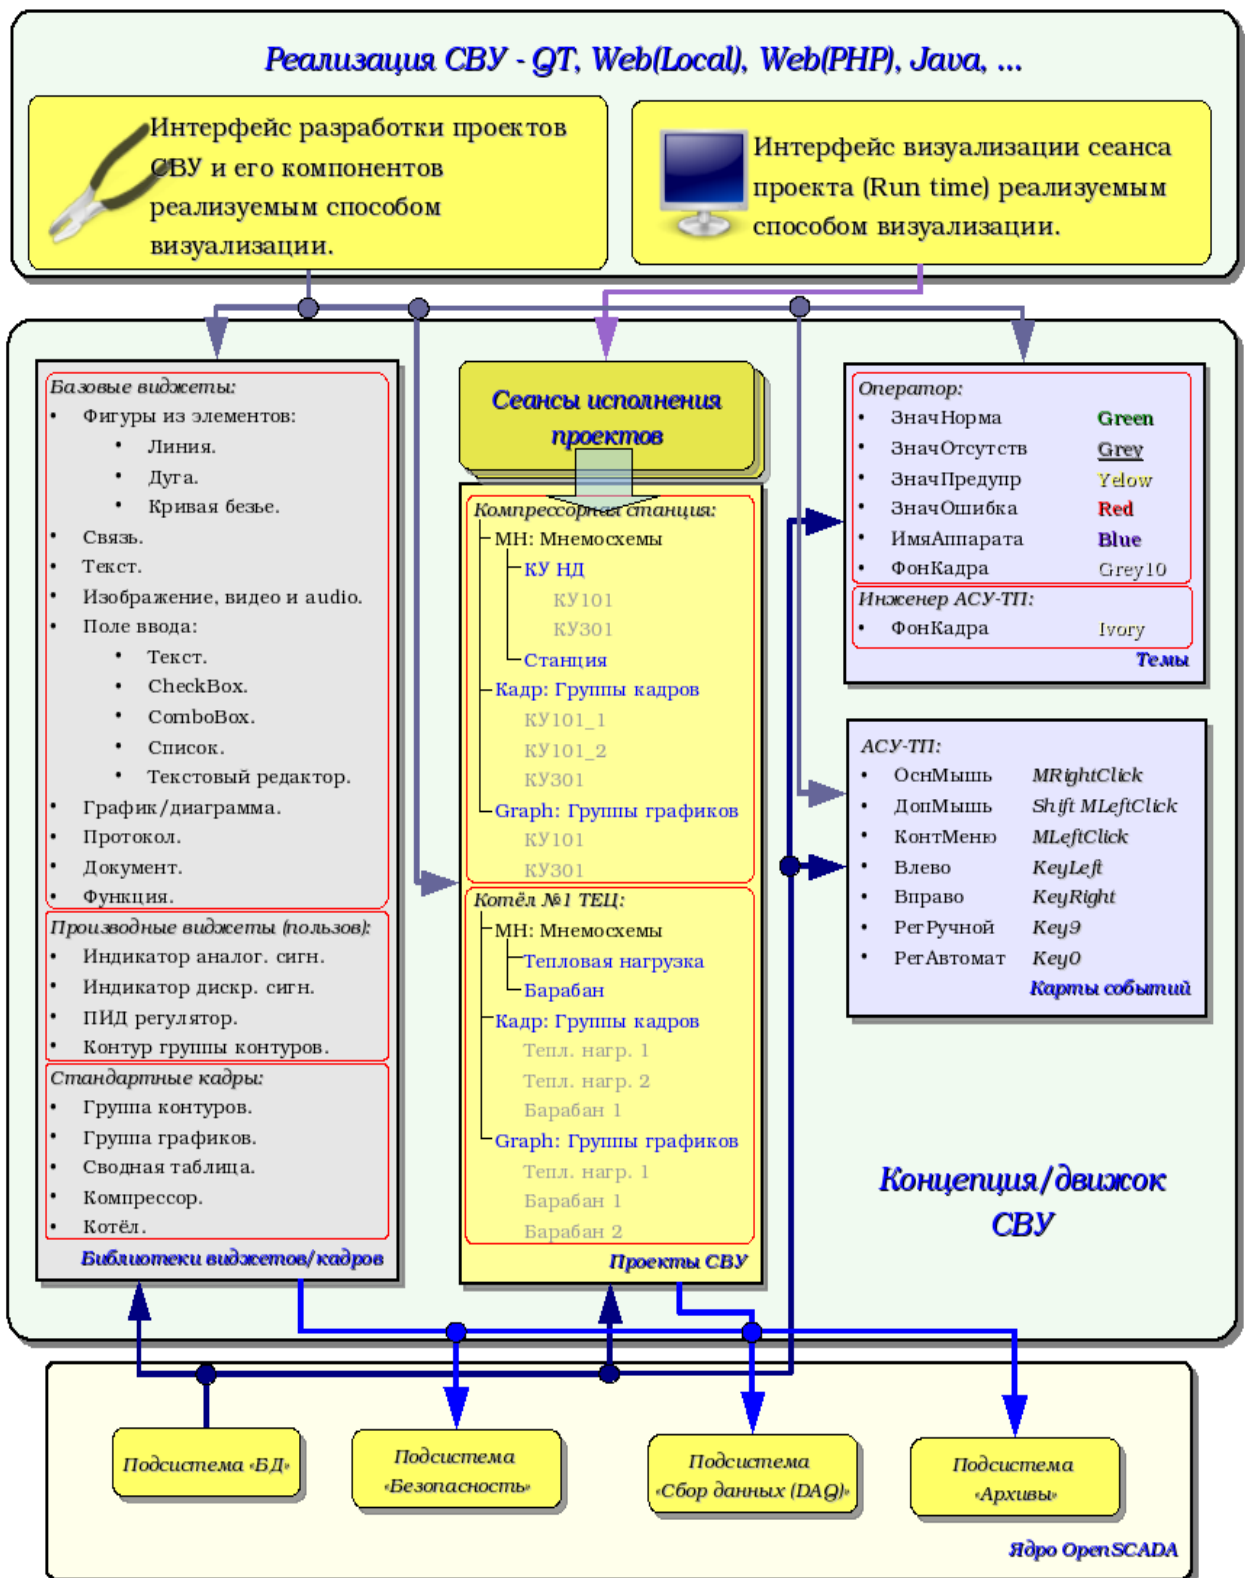 Реализация СВУ - QT, Web(Local), Web(PHP), Java, ...
Интерфейс разработки проектов
СВУ и его компонентов
реализуемым способом
визуализации.
Интерфейс визуализации сеанса
проекта (Run time) реализуемым
способом визуализации.
Базовые виджеты:
• Фигуры из элементов:
• Линия.
• Дуга.
• Кривая безье.
• Связь.
• Текст.
• Изображение, видео и audio.
• Поле ввода:
• Текст.
• CheckBox.
• ComboBox.
• Список.
• Текстовый редактор.
• График/диаграмма.
• Протокол.
• Документ.
• Функция.
Производные виджеты (пользов):
• Индикатор аналог. сигн.
• Индикатор дискр. сигн.
• ПИД регулятор.
• Контур группы контуров.
Стандартные кадры:
• Группа контуров.
• Группа графиков.
• Сводная таблица.
• Компрессор.
• Котёл.
Библиотеки виджетов/кадров
Сеансы исполнения
проектов
Компрессорная станция:
МН: Мнемосхемы
КУ НД
КУ101
КУ301
Станция
Кадр: Группы кадров
КУ101_1
КУ101_2
КУ301
Graph: Группы графиков
КУ101
КУ301
Котёл №1 ТЕЦ:
МН: Мнемосхемы
Тепловая нагрузка
Барабан
Кадр: Группы кадров
Тепл. нагр. 1
Тепл. нагр. 2
Барабан 1
Graph: Группы графиков
Тепл. нагр. 1
Барабан 1
Барабан 2
Проекты СВУ
Оператор:
• ЗначНорма Green
• ЗначОтсутств Grey
• ЗначПредупр Yelow
• ЗначОшибка Red
• ИмяАппарата Blue
• ФонКадра Grey10
Инженер АСУ-ТП:
• ФонКадра Ivory
Темы
АСУ-ТП:
• ОснМышь MRightClick
• ДопМышь Shift MLeftClick
• КонтМеню MLeftClick
• Влево KeyLeft
• Вправо KeyRight
• РегРучной Key9
• РегАвтомат Key0
Карты событий
Концепция/движок
СВУ
Подсистема «БД»
Подсистема
«Безопасность»
Подсистема
«Сбор данных (DAQ)»
Подсистема
«Архивы»
Ядро OpenSCADA